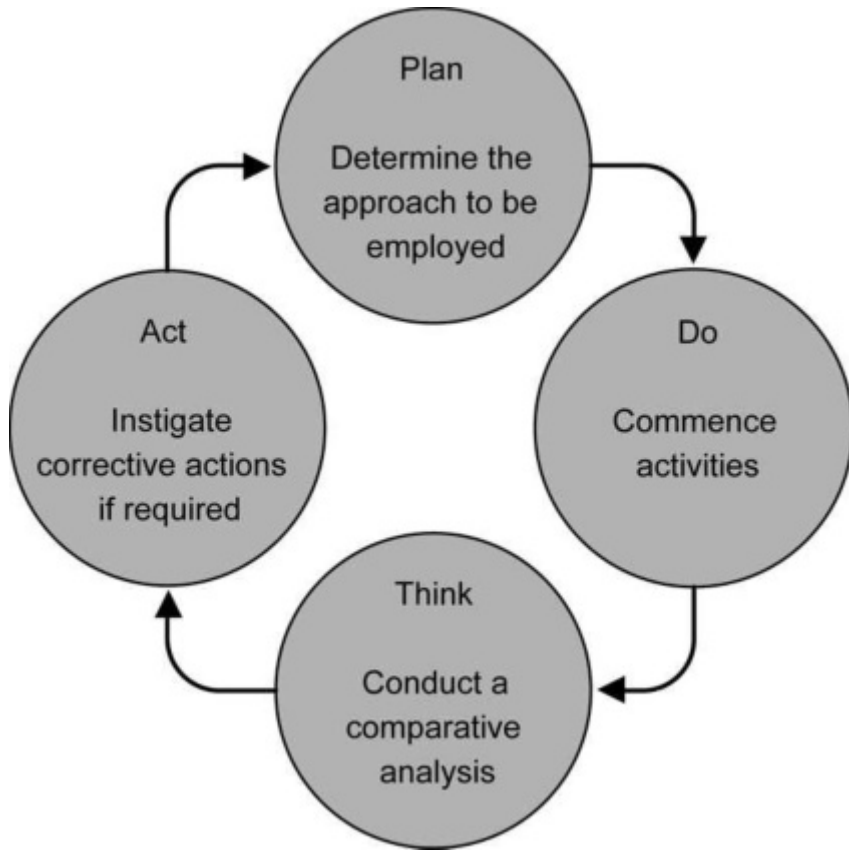 Plan
Determine the
approach to be
employed
Do
Commence
activities
Think
Conduct a
comparative
analysis
Act
Instigate
corrective actions
if required